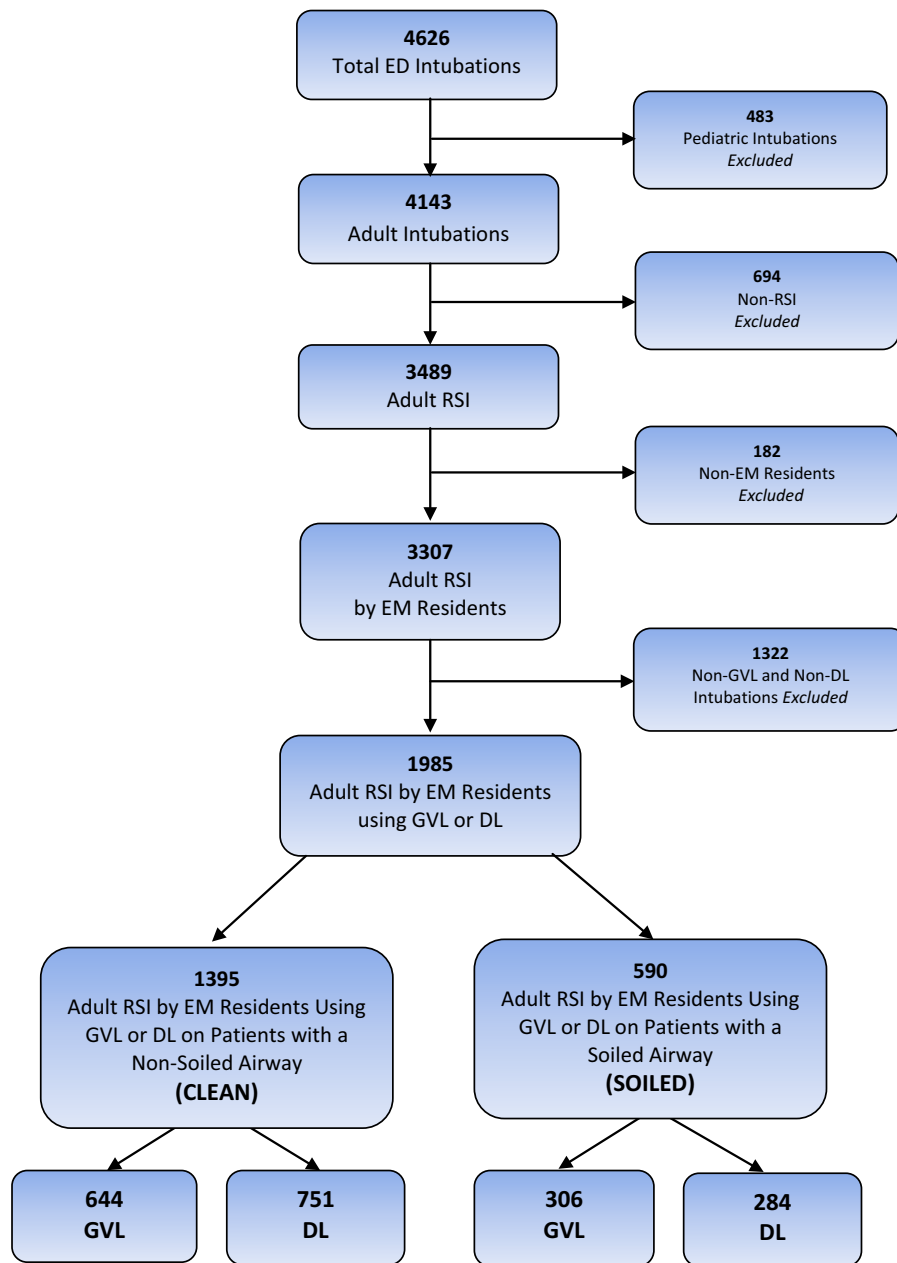 4626
Total ED Intubations
483
Pediatric Intubations
Excluded
4143
Adult Intubations
694
Non-RSI
Excluded
3489
Adult RSI
182
Non-EM Residents
Excluded
3307
Adult RSI
by EM Residents
1322
Non-GVL and Non-DL
Intubations Excluded
1985
Adult RSI by EM Residents
using GVL or DL
1395
Adult RSI by EM Residents Using
GVL or DL on Patients with a
Non-Soiled Airway
(CLEAN)
590
Adult RSI by EM Residents Using
GVL or DL on Patients with a
Soiled Airway
(SOILED)
644
GVL
751
DL
306
GVL
284
DL